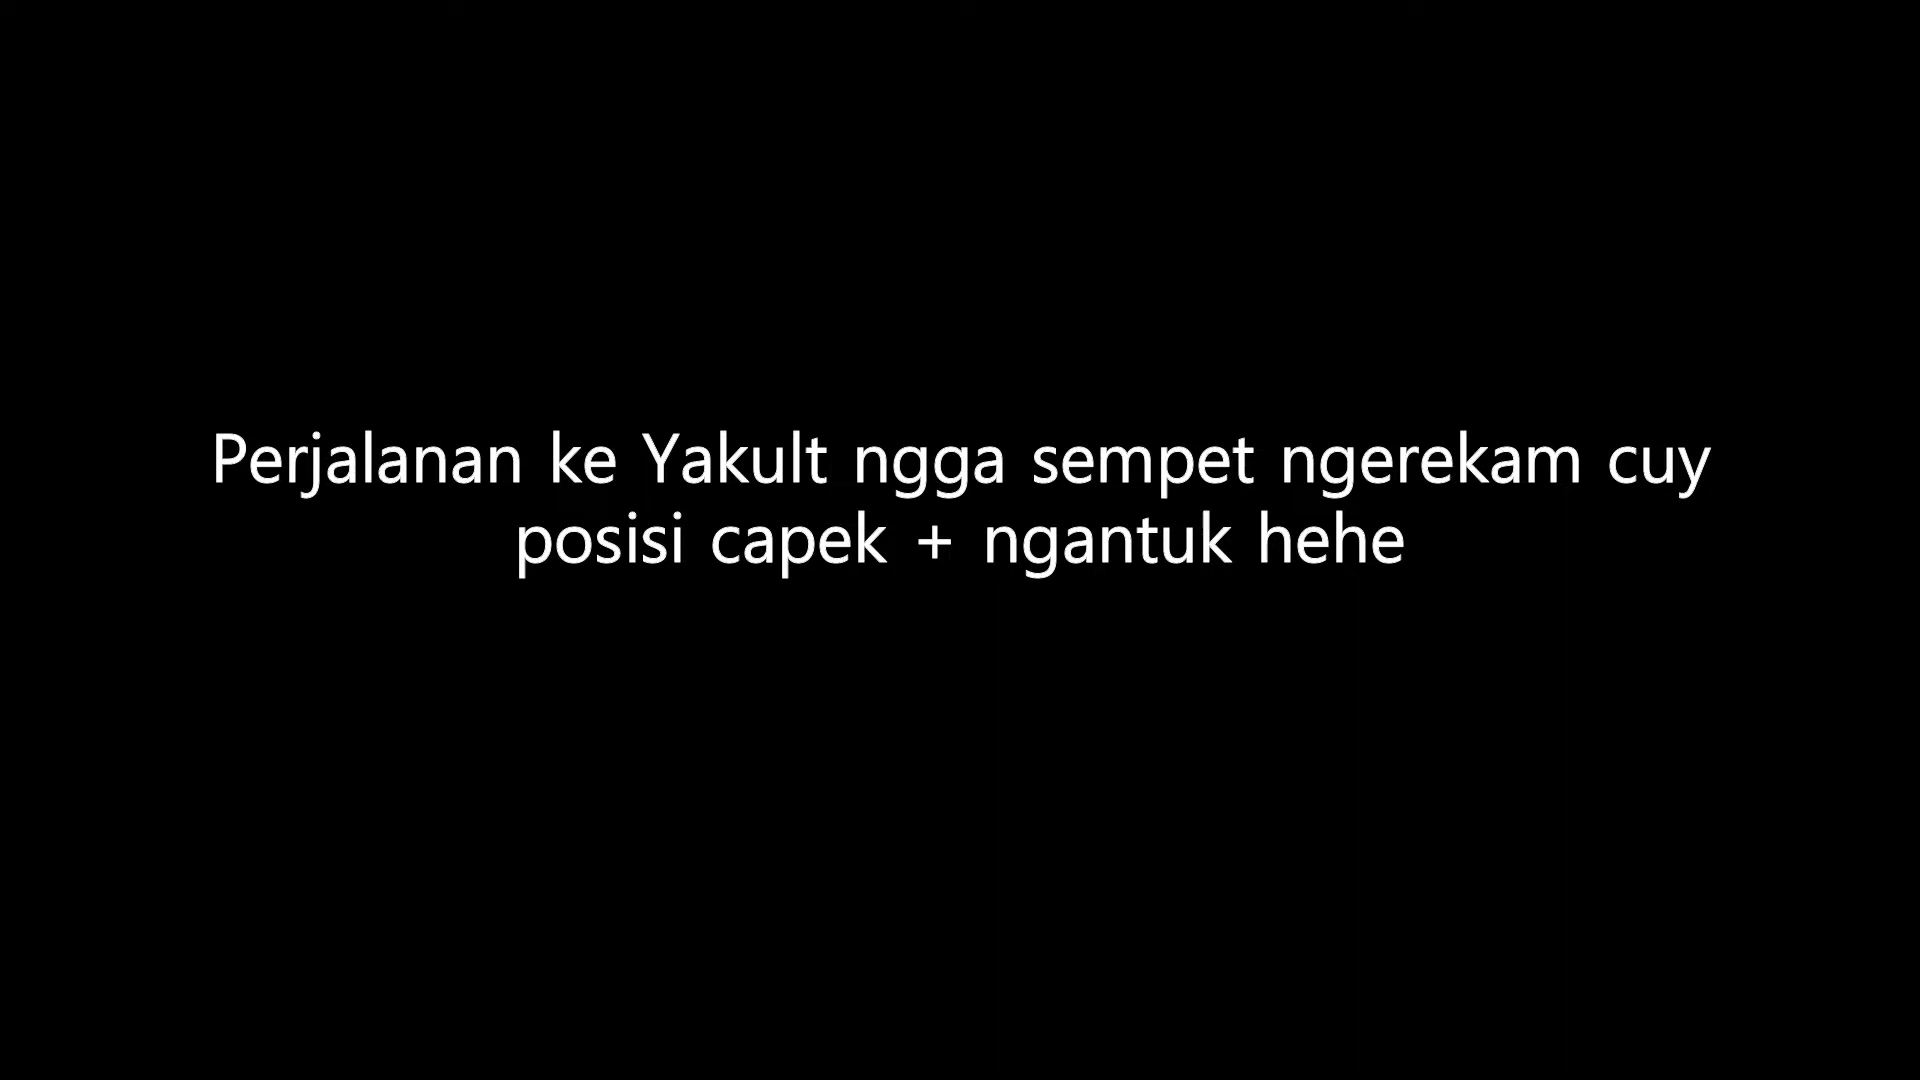 Perjalanan ke Yakult ngga sempet ngerekam cuy
posisi capek + ngantuk hehe